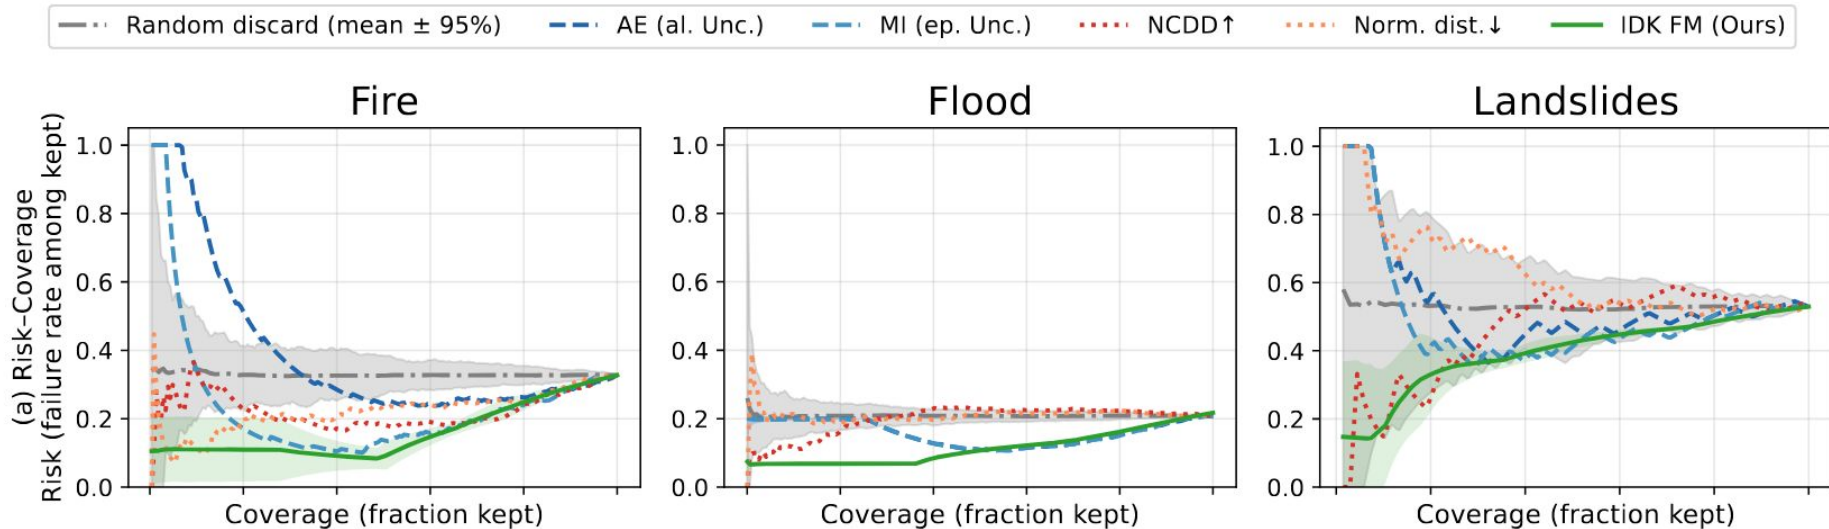 Random discard (mean ± 95%) AE (al. Unc.) MI (ep. Unc.) NCDD↑ Norm. dist.↓ IDK FM (Ours)
Fire Flood Landslides
(a) Risk–Coverage
Risk (failure rate among kept)
1.0 1.0 1.0
0.8 0.8 0.8
0.6 0.6 0.6
0.4 0.4 0.4
0.2 0.2 0.2
0.0 0.0 0.0
Coverage (fraction kept) Coverage (fraction kept) Coverage (fraction kept)